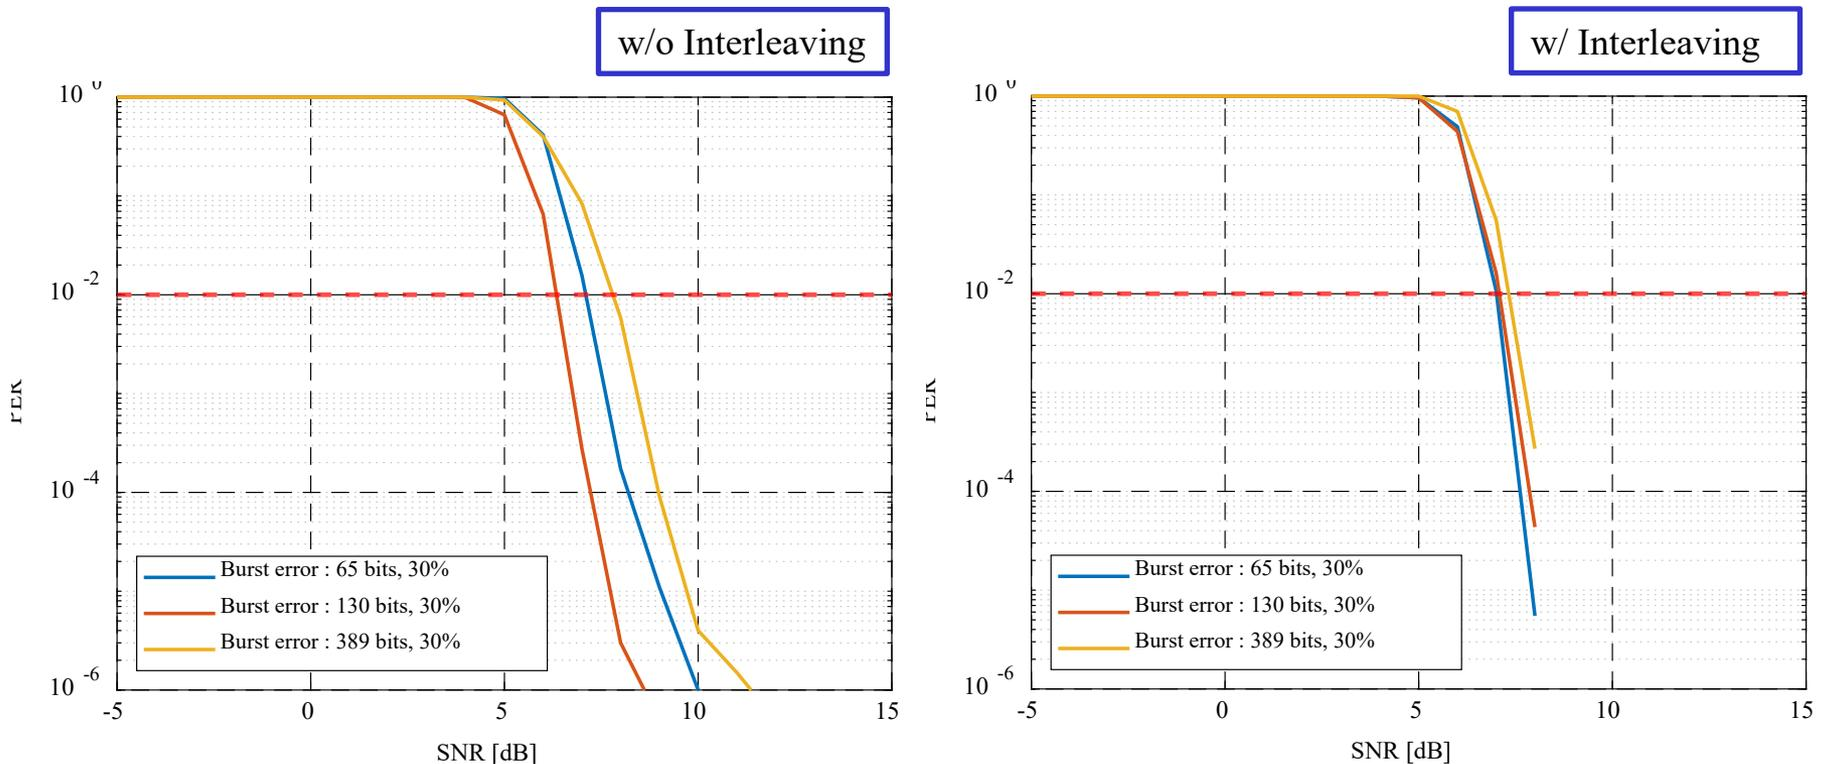 w/o Interleaving
10 0
10 -2
10 -4
10 -6
PER
Burst error : 65 bits, 30%
Burst error : 130 bits, 30%
Burst error : 389 bits, 30%
-5 0 5 10 15
SNR [dB]
w/ Interleaving
10 0
10 -2
10 -4
10 -6
PER
Burst error : 65 bits, 30%
Burst error : 130 bits, 30%
Burst error : 389 bits, 30%
-5 0 5 10 15
SNR [dB]